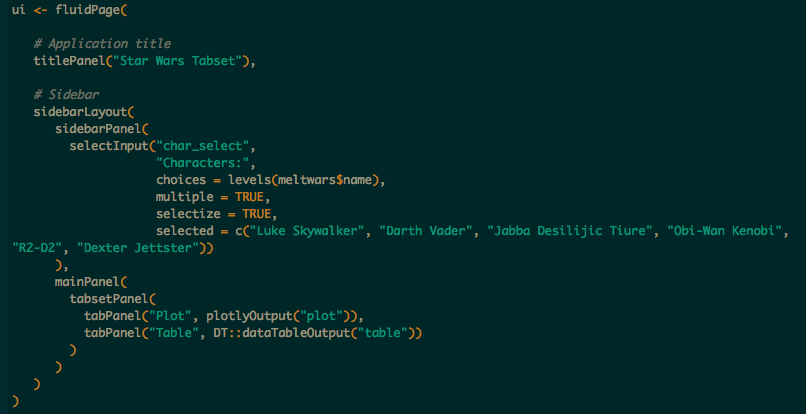 ui <- fluidPage(

   # Application title
   titlePanel("Star Wars Tabset"),

   # Sidebar
   sidebarLayout(
      sidebarPanel(
        selectInput("char_select",
                    "Characters:",
                    choices = levels(meltwars$name),
                    multiple = TRUE,
                    selectize = TRUE,
                    selected = c("Luke Skywalker", "Darth Vader", "Jabba Desilijic Tiure", "Obi-Wan Kenobi",
"R2-D2", "Dexter Jettster"))
      ),
      mainPanel(
        tabsetPanel(
          tabPanel("Plot", plotlyOutput("plot")),
          tabPanel("Table", DT::dataTableOutput("table"))
        )
      )
   )
)